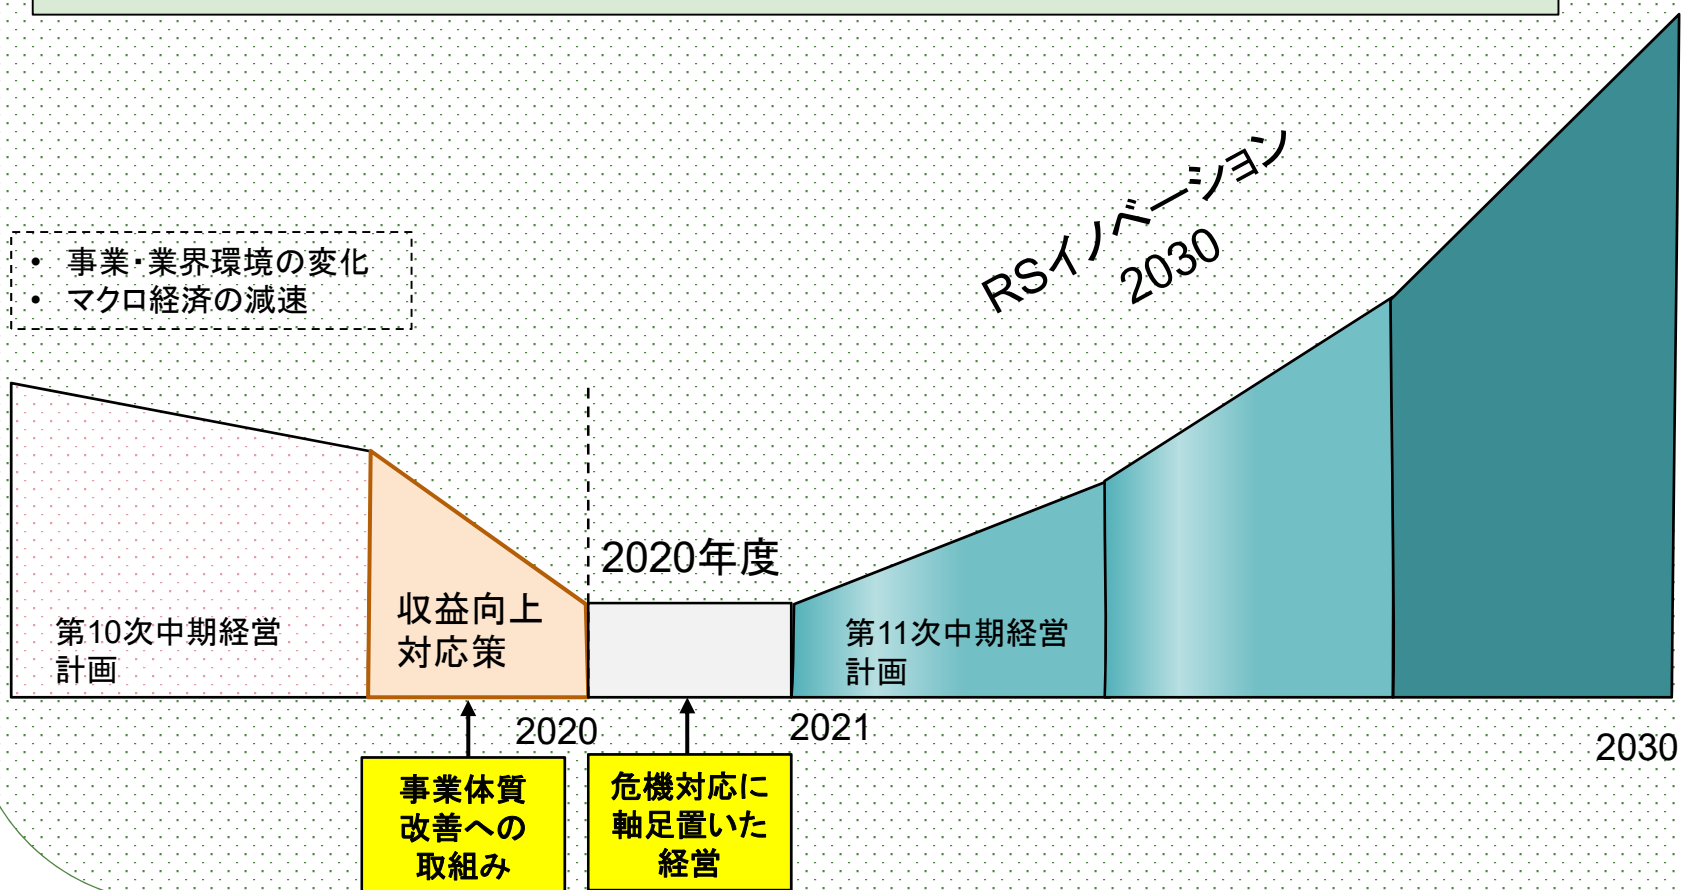 RSイノベーション
2030
• 事業・業界環境の変化
• マクロ経済の減速
2020年度
収益向上
対応策
第10次中期経営
計画
第11次中期経営
計画
2020
2021
2030
事業体質
改善への
取組み
危機対応に
軸足置いた
経営